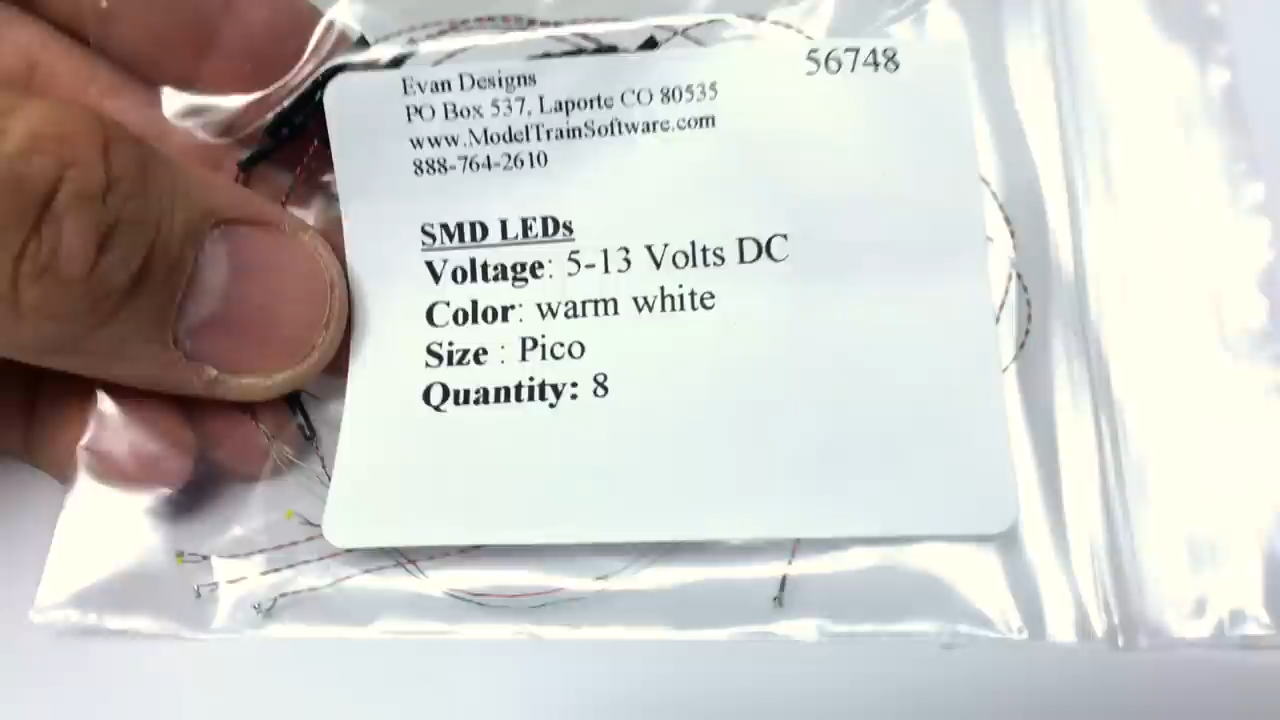 56748
Evan Designs
PO Box 537, Laporte CO 80535
www.ModelTrainSoftware.com
888-764-2610
SMD LEDs
Voltage: 5-13 Volts DC
Color: warm white
Size : Pico
Quantity: 8